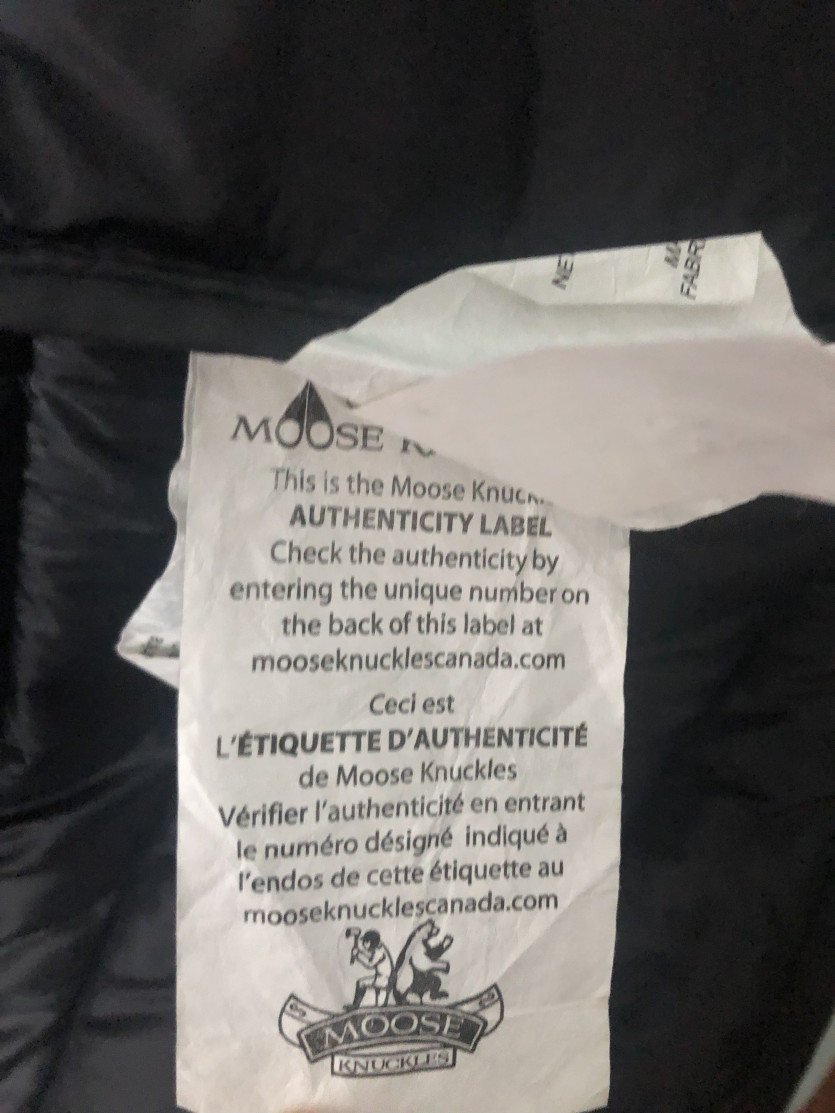 NET
FABR
MOOSE
This is the Moose
AUTHENTICITY LABEL
Check the authenticity by
entering the unique number on
the back of this label at
mooseknucklescanada.com
Ceci est
L'ÉTIQUETTE D'AUTHENTICITÉ
de Moose Knuckles
Vérifier l'authenticité en entrant
le numéro désigné indiqué à
l'endos de cette étiquette au
mooseknucklescanada.com
MOOSE
KNUCKLES